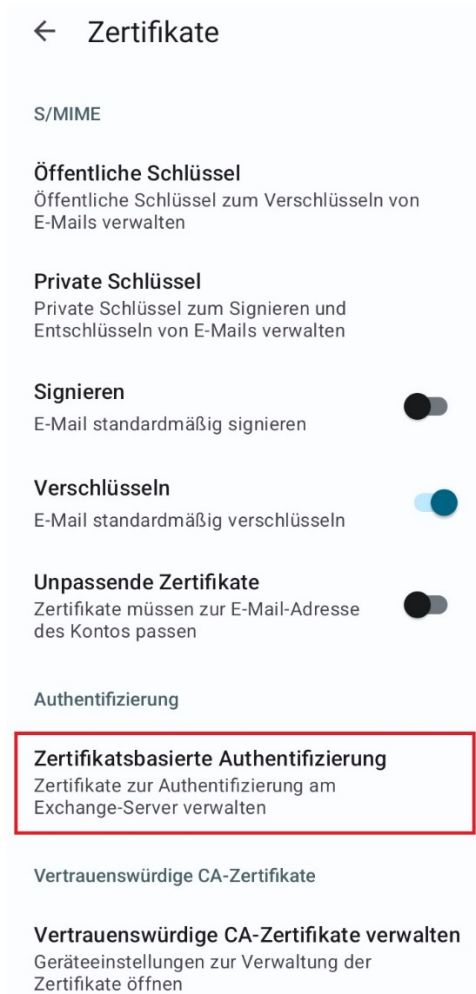 Zertifikate
S/MIME
Öffentliche Schlüssel
Öffentliche Schlüssel zum Verschlüsseln von
E-Mails verwalten
Private Schlüssel
Private Schlüssel zum Signieren und
Entschlüsseln von E-Mails verwalten
Signieren
E-Mail standardmäßig signieren
Verschlüsseln
E-Mail standardmäßig verschlüsseln
Unpassende Zertifikate
Zertifikate müssen zur E-Mail-Adresse
des Kontos passen
Authentifizierung
Zertifikatsbasierte Authentifizierung
Zertifikate zur Authentifizierung am
Exchange-Server verwalten
Vertrauenswürdige CA-Zertifikate
Vertrauenswürdige CA-Zertifikate verwalten
Geräteeinstellungen zur Verwaltung der
Zertifikate öffnen